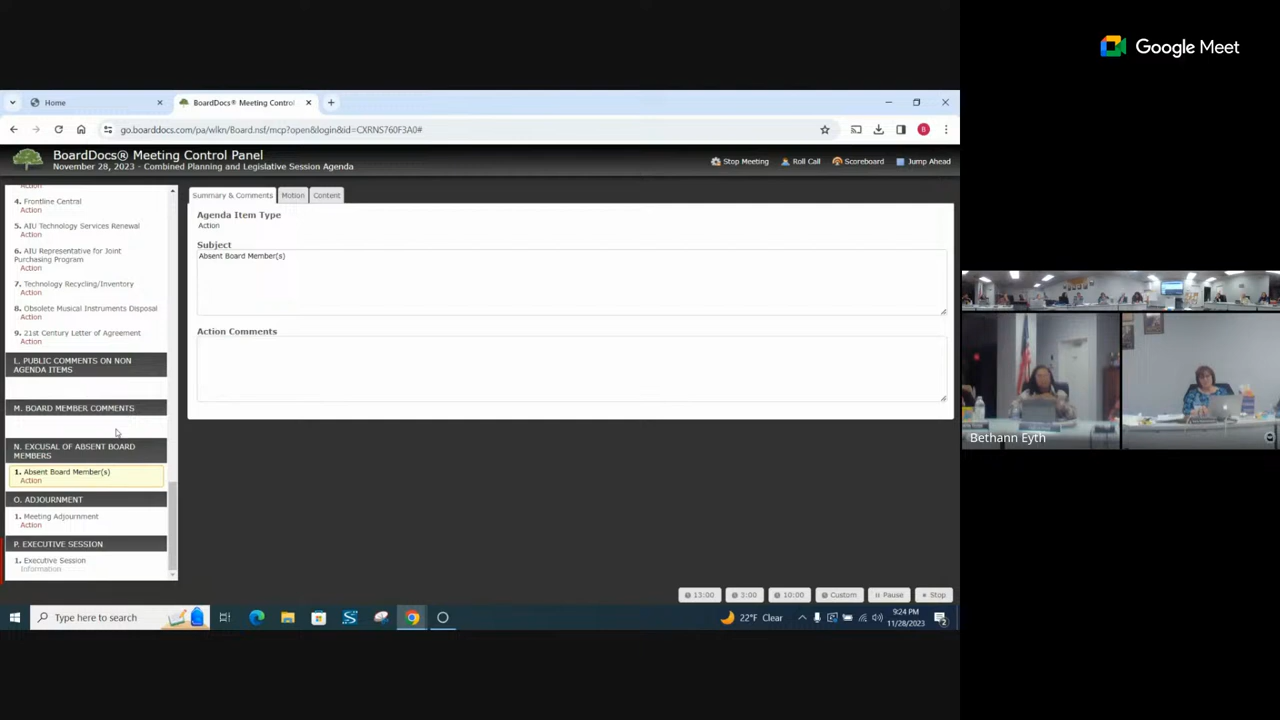 Google Meet
Home
BoardDocs® Meeting Control
go.boarddocs.com/pa/wlkn/Board.nsf/mcp?open&login&id=CXRNS760F3A0#
B
BoardDocs® Meeting Control Panel
November 28, 2023 - Combined Planning and Legislative Session Agenda
Stop Meeting
Roll Call
Scoreboard
Jump Ahead
Action
4. Frontline Central
Action
5. AIU Technology Services Renewal
Action
6. AIU Representative for Joint
Purchasing Program
Action
7. Technology Recycling/Inventory
Action
8. Obsolete Musical Instruments Disposal
Action
9. 21st Century Letter of Agreement
Action
L. PUBLIC COMMENTS ON NON
AGENDA ITEMS
M. BOARD MEMBER COMMENTS
N. EXCUSAL OF ABSENT BOARD
MEMBERS
1. Absent Board Member(s)
Action
O. ADJOURNMENT
1. Meeting Adjournment
Action
P. EXECUTIVE SESSION
1. Executive Session
Information
Summary & Comments
Motion
Content
Agenda Item Type
Action
Subject
Absent Board Member(s)
Action Comments
Bethann Eyth
13:00
3:00
10:00
Custom
Pause
Stop
Type here to search
22°F Clear
9:24 PM
11/28/2023
2